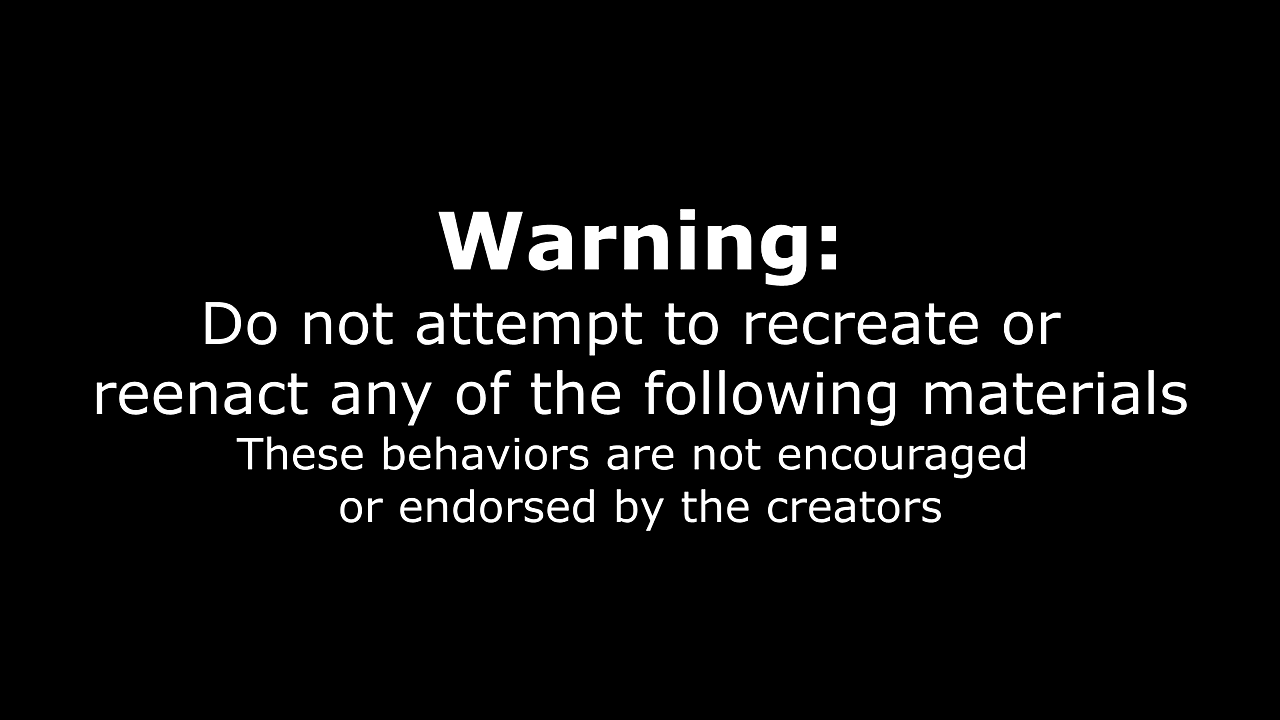 Warning:
Do not attempt to recreate or
reenact any of the following materials
These behaviors are not encouraged
or endorsed by the creators